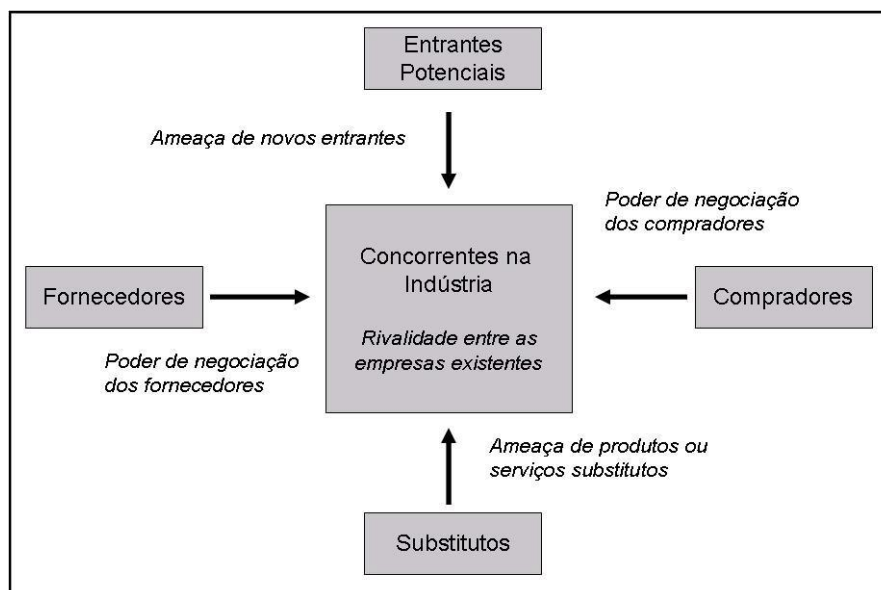 Entrantes
Potenciais
Ameaça de novos entrantes
Poder de negociação
dos compradores
Concorrentes na
Indústria
Rivalidade entre as
empresas existentes
Fornecedores
Compradores
Poder de negociação
dos fornecedores
Ameaça de produtos ou
serviços substitutos
Substitutos